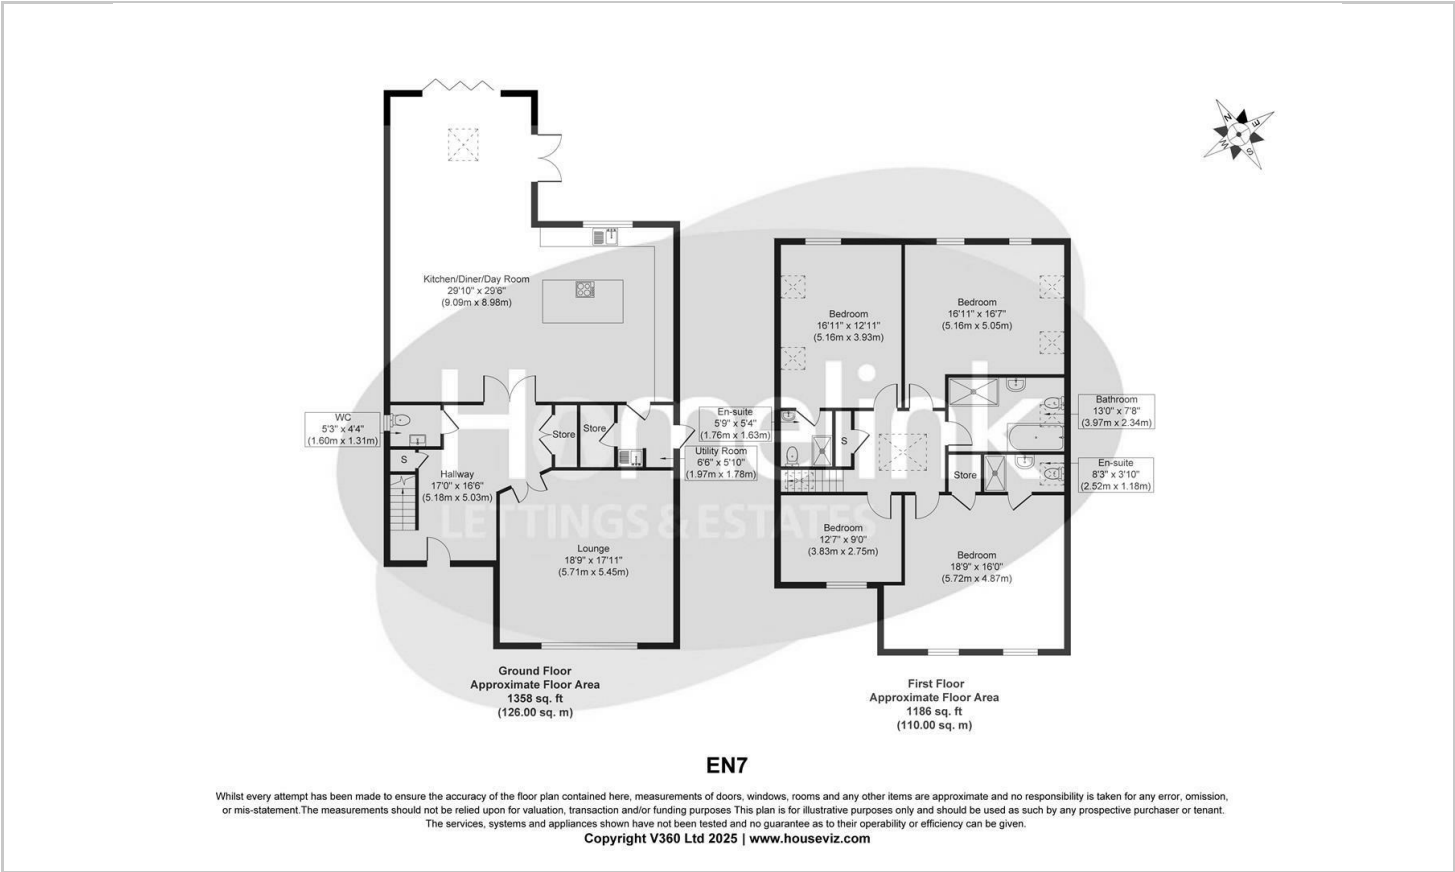 Kitchen/Diner/Day Room
29'10" x 29'6"
(9.09m x 8.98m)
WC
5'3" x 4'4"
(1.60m x 1.31m)
S
Hallway
17'0" x 16'6"
(5.18m x 5.03m)
Store
Store
Utility Room
6'6" x 5'10"
(1.97m x 1.78m)
Lounge
18'9" x 17'11"
(5.71m x 5.45m)
Ground Floor
Approximate Floor Area
1358 sq. ft
(126.00 sq. m)
N
E
S
W
Bedroom
16'11" x 12'11"
(5.16m x 3.93m)
Bedroom
16'11" x 16'7"
(5.16m x 5.05m)
En-suite
5'9" x 5'4"
(1.76m x 1.63m)
S
Bathroom
13'0" x 7'8"
(3.97m x 2.34m)
Store
En-suite
8'3" x 3'10"
(2.52m x 1.18m)
Bedroom
12'7" x 9'0"
(3.83m x 2.75m)
Bedroom
18'9" x 16'0"
(5.72m x 4.87m)
First Floor
Approximate Floor Area
1186 sq. ft
(110.00 sq. m)
Homelink
LETTINGS & ESTATES
EN7
Whilst every attempt has been made to ensure the accuracy of the floor plan contained here, measurements of doors, windows, rooms and any other items are approximate and no responsibility is taken for any error, omission,
or mis-statement.The measurements should not be relied upon for valuation, transaction and/or funding purposes This plan is for illustrative purposes only and should be used as such by any prospective purchaser or tenant.
The services, systems and appliances shown have not been tested and no guarantee as to their operability or efficiency can be given.
Copyright V360 Ltd 2025 | www.houseviz.com